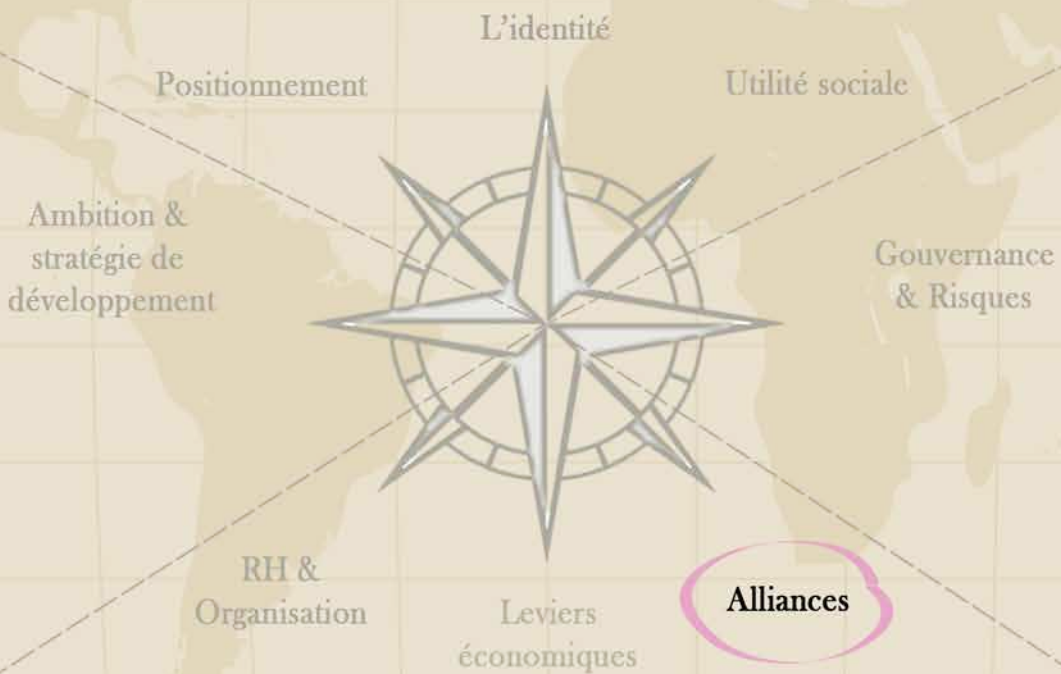 L'identité
Positionnement
Utilité sociale
Ambition &
stratégie de
développement
Gouvernance
& Risques
RH &
Organisation
Leviers
économiques
Alliances